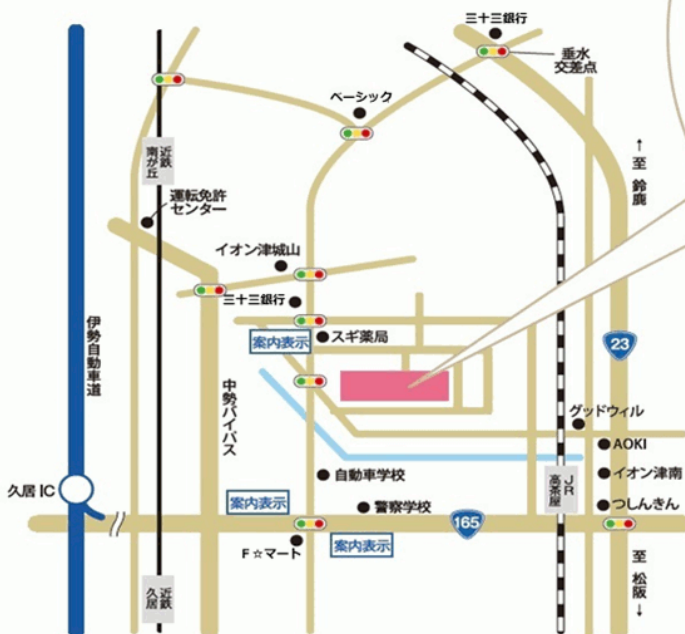 三十三銀行
垂水
交差点
ベーシック
近鉄
南が丘
↑至 鈴鹿
運転免許
センター
イオン津城山
三十三銀行
伊勢自動車道
案内表示
スギ薬局
23
中勢バイパス
グッドウィル
AOKI
自動車学校
JR
高茶屋
イオン津南
久居 IC
案内表示
警察学校
つしんきん
165
F☆マート
案内表示
近鉄
久居
至 松阪↓